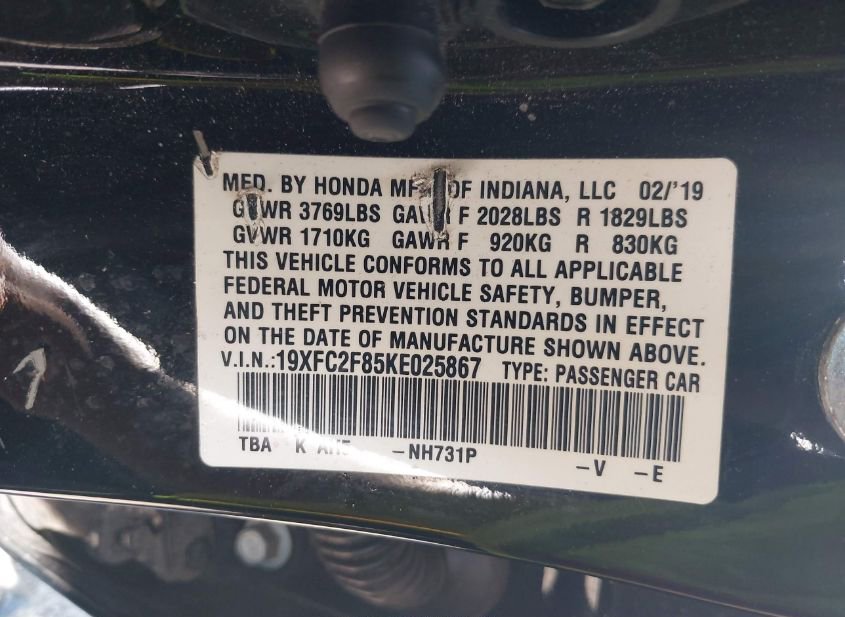 MFD. BY HONDA MFG. OF INDIANA, LLC 02/'19
GVWR 3769LBS GAWR F 2028LBS R 1829LBS
GVWR 1710KG GAWR F 920KG R 830KG
THIS VEHICLE CONFORMS TO ALL APPLICABLE
FEDERAL MOTOR VEHICLE SAFETY, BUMPER,
AND THEFT PREVENTION STANDARDS IN EFFECT
ON THE DATE OF MANUFACTURE SHOWN ABOVE.
V.I.N.:19XFC2F85KE025867 TYPE: PASSENGER CAR
TBA K -NH731P
-V -E